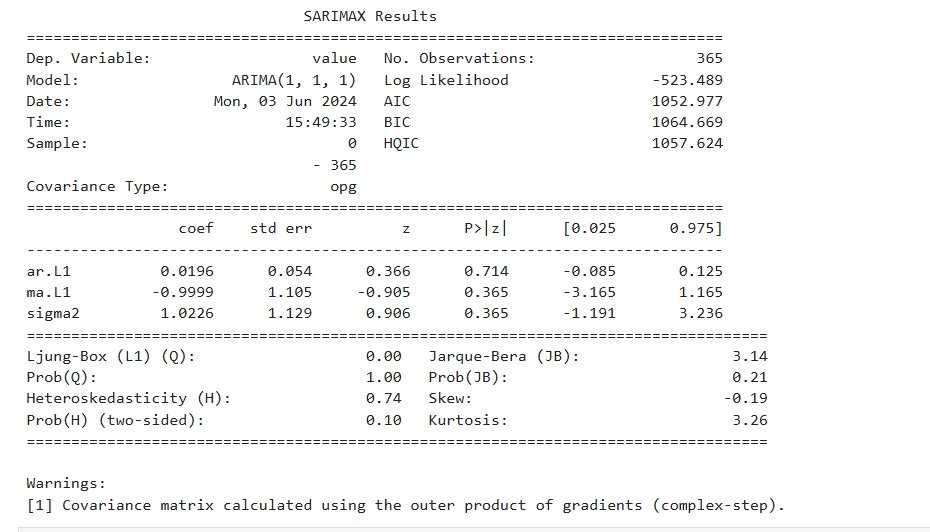 SARIMAX Results
==============================================================================
Dep. Variable: value No. Observations: 365
Model: ARIMA(1, 1, 1) Log Likelihood -523.489
Date: Mon, 03 Jun 2024 AIC 1052.977
Time: 15:49:33 BIC 1064.669
Sample: 0 HQIC 1057.624
- 365
Covariance Type: opg
==============================================================================
coef std err z P>|z| [0.025 0.975]
------------------------------------------------------------------------------
ar.L1 0.0196 0.054 0.366 0.714 -0.085 0.125
ma.L1 -0.9999 1.105 -0.905 0.365 -3.165 1.165
sigma2 1.0226 1.129 0.906 0.365 -1.191 3.236
===================================================================================
Ljung-Box (L1) (Q): 0.00 Jarque-Bera (JB): 3.14
Prob(Q): 1.00 Prob(JB): 0.21
Heteroskedasticity (H): 0.74 Skew: -0.19
Prob(H) (two-sided): 0.10 Kurtosis: 3.26
===================================================================================
Warnings:
[1] Covariance matrix calculated using the outer product of gradients (complex-step).